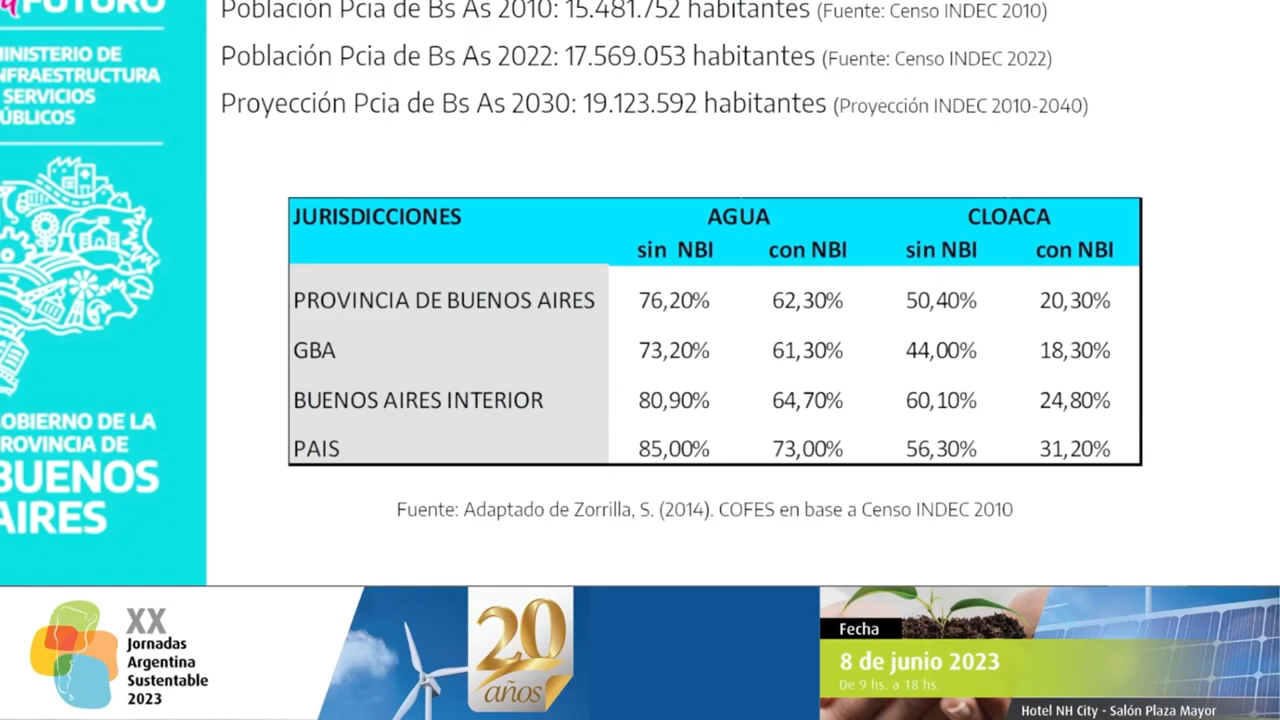 FUTURO
MINISTERIO DE
INFRAESTRUCTURA
SERVICIOS
PÚBLICOS
GOBIERNO DE LA
PROVINCIA DE
BUENOS
AIRES
Población Pcia de Bs As 2010: 15.481.752 habitantes (Fuente: Censo INDEC 2010)
Población Pcia de Bs As 2022: 17.569.053 habitantes (Fuente: Censo INDEC 2022)
Proyección Pcia de Bs As 2030: 19.123.592 habitantes (Proyección INDEC 2010-2040)
JURISDICCIONES AGUA CLOACA
sin NBI con NBI sin NBI con NBI
PROVINCIA DE BUENOS AIRES 76,20% 62,30% 50,40% 20,30%
GBA 73,20% 61,30% 44,00% 18,30%
BUENOS AIRES INTERIOR 80,90% 64,70% 60,10% 24,80%
PAIS 85,00% 73,00% 56,30% 31,20%
Fuente: Adaptado de Zorrilla, S. (2014). COFES en base a Censo INDEC 2010
XX
Jornadas
Argentina
Sustentable
2023
20
años
Fecha
8 de junio 2023
De 9 hs. a 18 hs.
Hotel NH City - Salón Plaza Mayor